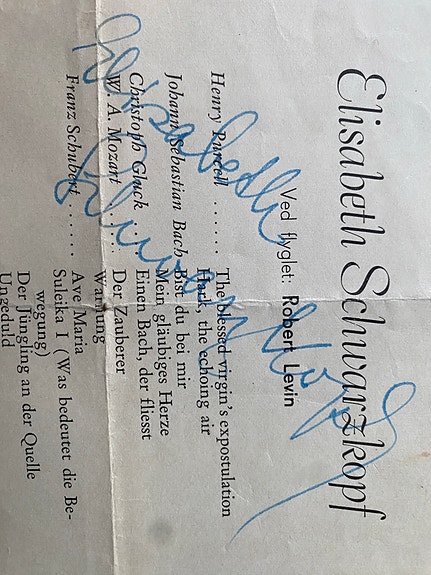 Elisabeth Schwarzkopf
Ved flyglet: Robert Levin
Henry Purcell ....... The blessed virgin's expostulation
Hark, the echoing air
Johann Sebastian Bach Bist du bei mir
Mein gläubiges Herze
Christoph Gluck .... Einen Bach, der fliesst
W. A. Mozart ...... Der Zauberer
Warnung
Franz Schubert ...... Ave Maria
Suleika I (Was bedeutet die Be-
wegung)
Der Jüngling an der Quelle
Ungeduld
Elisabeth Schwarzkopf